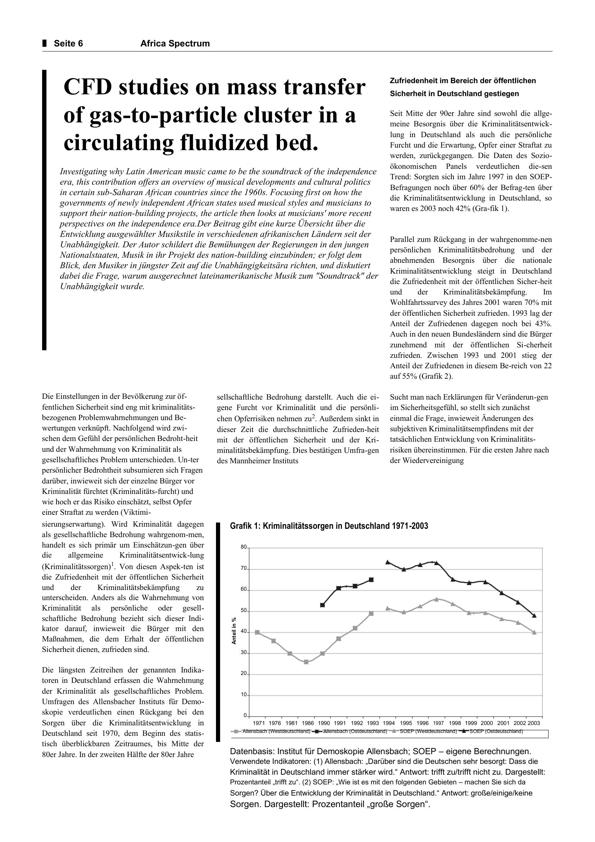 Seite 6
Africa Spectrum
CFD studies on mass transfer
of gas-to-particle cluster in a
circulating fluidized bed.
Investigating why Latin American music came to be the soundtrack of the independence
era, this contribution offers an overview of musical developments and cultural politics
in certain sub-Saharan African countries since the 1960s. Focusing first on how the
governments of newly independent African states used musical styles and musicians to
support their nation-building projects, the article then looks at musicians' more recent
perspectives on the independence era.Der Beitrag gibt eine kurze Übersicht über die
Entwicklung ausgewählter Musikstile in verschiedenen afrikanischen Ländern seit der
Unabhängigkeit. Der Autor schildert die Bemühungen der Regierungen in den jungen
Nationalstaaten, Musik in ihr Projekt des nation-building einzubinden; er folgt dem
Blick, den Musiker in jüngster Zeit auf die Unabhängigkeitsära richten, und diskutiert
dabei die Frage, warum ausgerechnet lateinamerikanische Musik zum "Soundtrack" der
Unabhängigkeit wurde.
Zufriedenheit im Bereich der öffentlichen
Sicherheit in Deutschland gestiegen
Seit Mitte der 90er Jahre sind sowohl die allge-
meine Besorgnis über die Kriminalitätsentwick-
lung in Deutschland als auch die persönliche
Furcht und die Erwartung, Opfer einer Straftat zu
werden, zurückgegangen. Die Daten des Sozio-
ökonomischen Panels verdeutlichen die-sen
Trend: Sorgten sich im Jahre 1997 in den SOEP-
Befragungen noch über 60% der Befrag-ten über
die Kriminalitätsentwicklung in Deutschland, so
waren es 2003 noch 42% (Gra-fik 1).
Parallel zum Rückgang in der wahrgenomme-nen
persönlichen Kriminalitätsbedrohung und der
abnehmenden Besorgnis über die nationale
Kriminalitätsentwicklung steigt in Deutschland
die Zufriedenheit mit der öffentlichen Sicher-heit
und der Kriminalitätsbekämpfung. Im
Wohlfahrtssurvey des Jahres 2001 waren 70% mit
der öffentlichen Sicherheit zufrieden. 1993 lag der
Anteil der Zufriedenen dagegen noch bei 43%.
Auch in den neuen Bundesländern sind die Bürger
zunehmend mit der öffentlichen Si-cherheit
zufrieden. Zwischen 1993 und 2001 stieg der
Anteil der Zufriedenen in diesem Be-reich von 22
auf 55% (Grafik 2).
Die Einstellungen in der Bevölkerung zur öf-
fentlichen Sicherheit sind eng mit kriminalitäts-
bezogenen Problemwahrnehmungen und Be-
wertungen verknüpft. Nachfolgend wird zwi-
schen dem Gefühl der persönlichen Bedroht-heit
und der Wahrnehmung von Kriminalität als
gesellschaftliches Problem unterschieden. Un-ter
persönlicher Bedrohtheit subsumieren sich Fragen
darüber, inwieweit sich der einzelne Bürger vor
Kriminalität fürchtet (Kriminalitäts-furcht) und
wie hoch er das Risiko einschätzt, selbst Opfer
einer Straftat zu werden (Viktimi-
sierungserwartung). Wird Kriminalität dagegen
als gesellschaftliche Bedrohung wahrgenom-men,
handelt es sich primär um Einschätzun-gen über
die allgemeine Kriminalitätsentwick-lung
(Kriminalitätssorgen)1. Von diesen Aspek-ten ist
die Zufriedenheit mit der öffentlichen Sicherheit
und der Kriminalitätsbekämpfung zu
unterscheiden. Anders als die Wahrnehmung von
Kriminalität als persönliche oder gesell-
schaftliche Bedrohung bezieht sich dieser Indi-
kator darauf, inwieweit die Bürger mit den
Maßnahmen, die dem Erhalt der öffentlichen
Sicherheit dienen, zufrieden sind.
Die längsten Zeitreihen der genannten Indika-
toren in Deutschland erfassen die Wahrnehmung
der Kriminalität als gesellschaftliches Problem.
Umfragen des Allensbacher Instituts für Demo-
skopie verdeutlichen einen Rückgang bei den
Sorgen über die Kriminalitätsentwicklung in
Deutschland seit 1970, dem Beginn des statis-
tisch überblickbaren Zeitraumes, bis Mitte der
80er Jahre. In der zweiten Hälfte der 80er Jahre
sellschaftliche Bedrohung darstellt. Auch die ei-
gene Furcht vor Kriminalität und die persönli-
chen Opferrisiken nehmen zu2. Außerdem sinkt in
dieser Zeit die durchschnittliche Zufrieden-heit
mit der öffentlichen Sicherheit und der Kri-
minalitätsbekämpfung. Dies bestätigen Umfra-gen
des Mannheimer Instituts
Sucht man nach Erklärungen für Veränderun-gen
im Sicherheitsgefühl, so stellt sich zunächst
einmal die Frage, inwieweit Änderungen des
subjektiven Kriminalitätsempfindens mit der
tatsächlichen Entwicklung von Kriminalitäts-
risiken übereinstimmen. Für die ersten Jahre nach
der Wiedervereinigung
Grafik 1: Kriminalitätssorgen in Deutschland 1971-2003
80
70
60
50
40
30
20
10
0
Anteil in %
1971 1976 1981 1986 1990 1991 1992 1993 1994 1995 1996 1997 1998 1999 2000 2001 2002 2003
Allensbach (Westdeutschland) Allensbach (Ostdeutschland) SOEP (Westdeutschland) SOEP (Ostdeutschland)
Datenbasis: Institut für Demoskopie Allensbach; SOEP – eigene Berechnungen.
Verwendete Indikatoren: (1) Allensbach: „Darüber sind die Deutschen sehr besorgt: Dass die
Kriminalität in Deutschland immer stärker wird.“ Antwort: trifft zu/trifft nicht zu. Dargestellt:
Prozentanteil „trifft zu“. (2) SOEP: „Wie ist es mit den folgenden Gebieten – machen Sie sich da
Sorgen? Über die Entwicklung der Kriminalität in Deutschland.“ Antwort: große/einige/keine
Sorgen. Dargestellt: Prozentanteil „große Sorgen“.